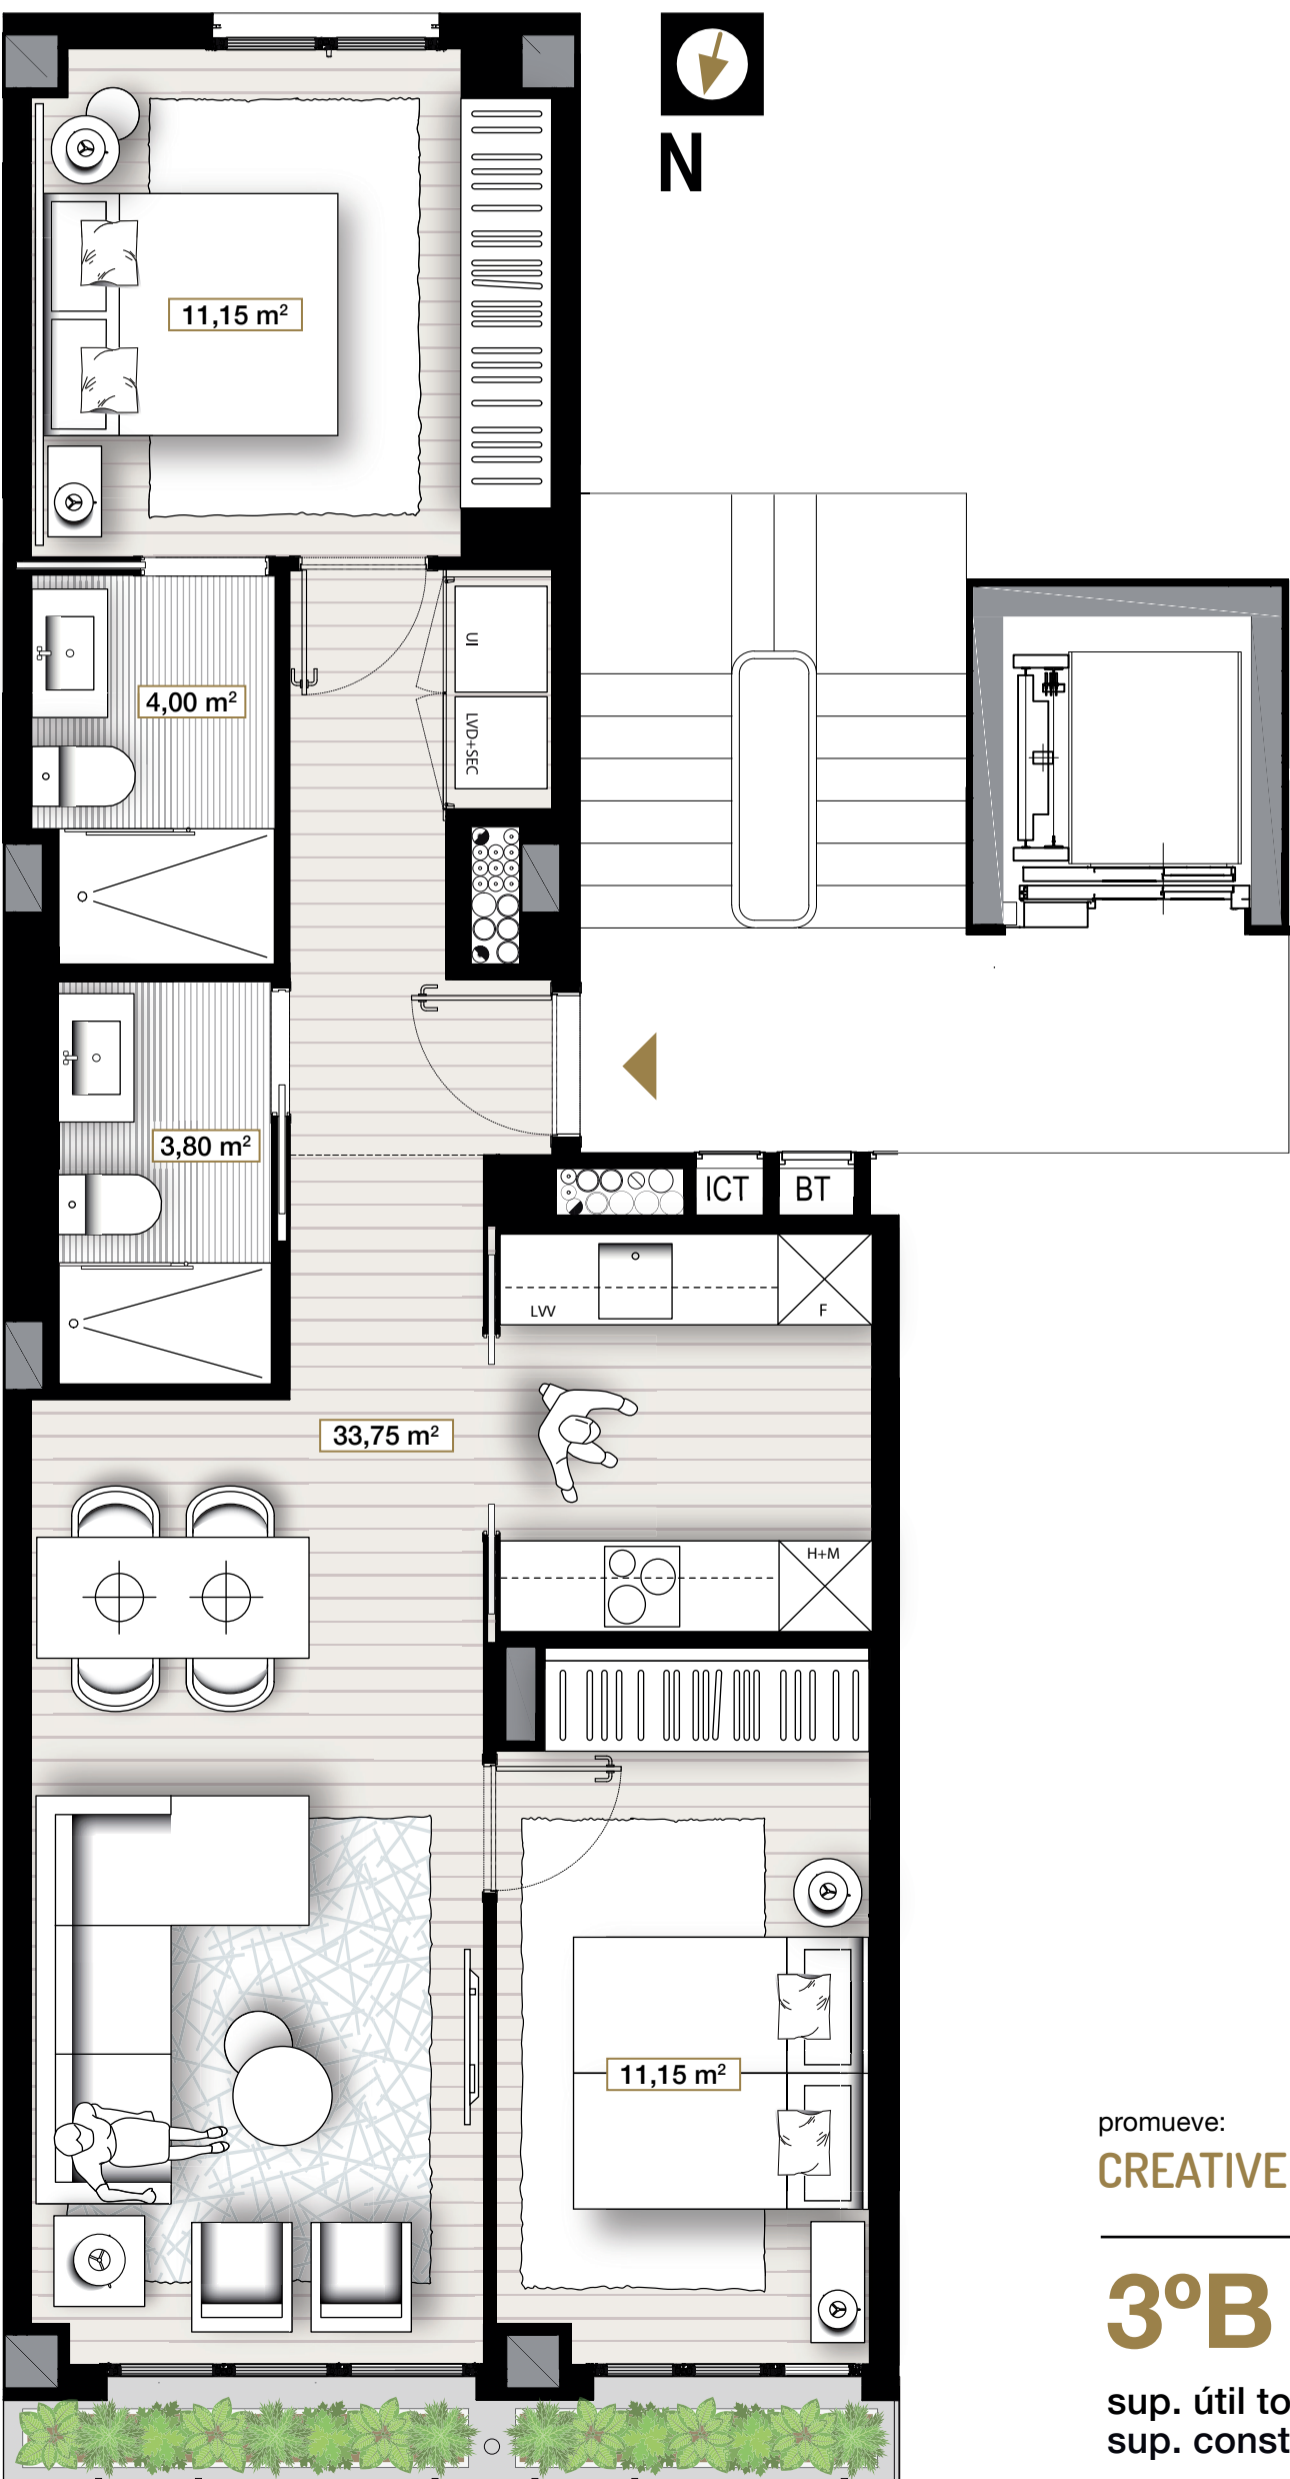 N
11,15 m²
UI
LVD+SEC
4,00 m²
3,80 m²
ICT
BT
LVV
F
33,75 m²
H+M
11,15 m²
promueve:
CREATIVE
3ºB
sup. útil to
sup. const